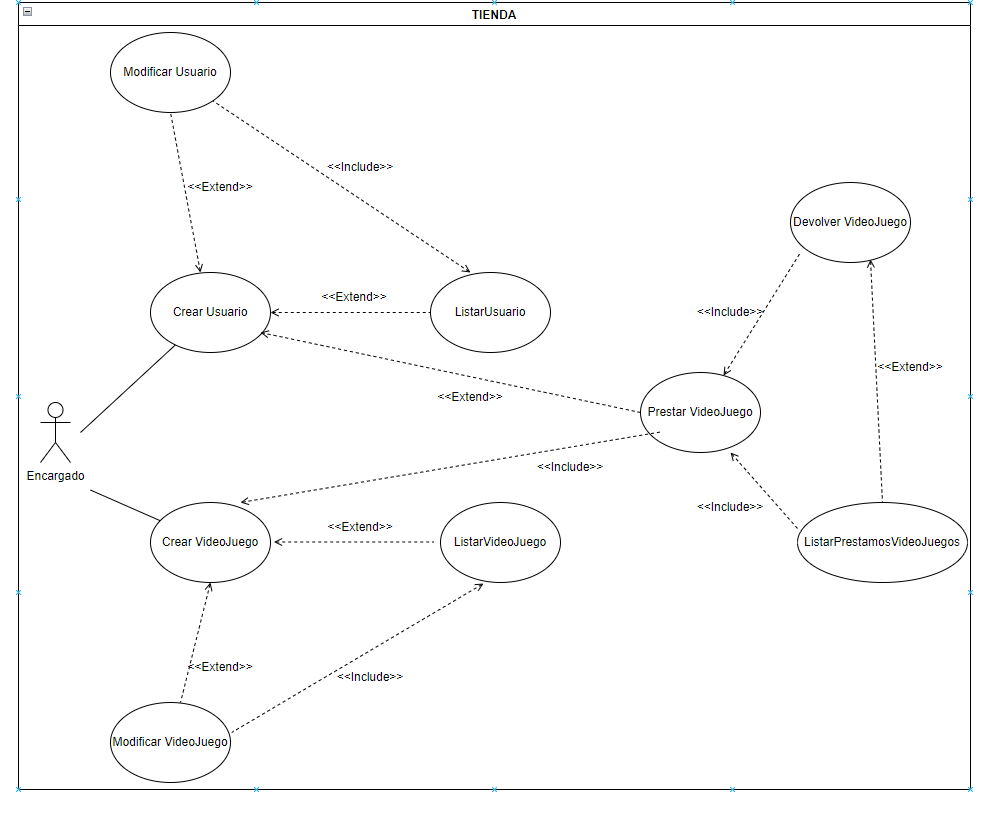 TIENDA
Modificar Usuario
<<Include>>
<<Extend>>
Devolver VideoJuego
<<Extend>>
Crear Usuario
ListarUsuario
<<Include>>
<<Extend>>
<<Extend>>
Prestar VideoJuego
Encargado
<<Include>>
<<Include>>
<<Extend>>
Crear VideoJuego
ListarVideoJuego
ListarPrestamosVideoJuegos
<<Extend>>
<<Include>>
Modificar VideoJuego